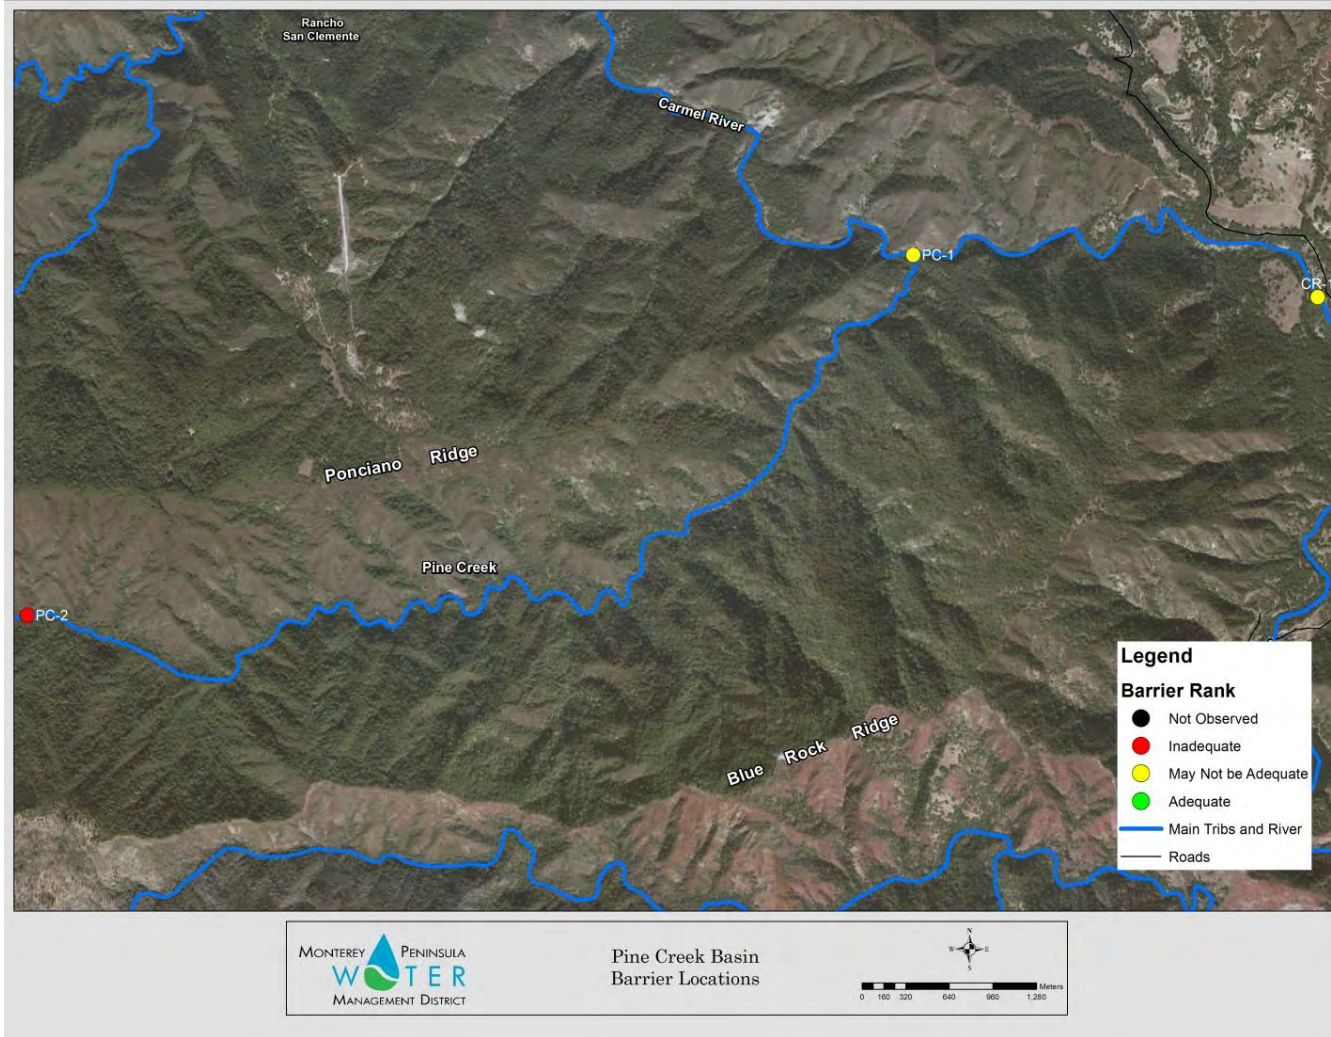 Rancho
San Clemente
Carmel River
PC-1
CR-1
Ponciano Ridge
Pine Creek
PC-2
Blue Rock Ridge
Legend
Barrier Rank
Not Observed
Inadequate
May Not be Adequate
Adequate
Main Tribs and River
Roads
MONTEREY PENINSULA
WATER
MANAGEMENT DISTRICT
Pine Creek Basin
Barrier Locations
N
W E
S
Meters
0 160 320 640 960 1,280